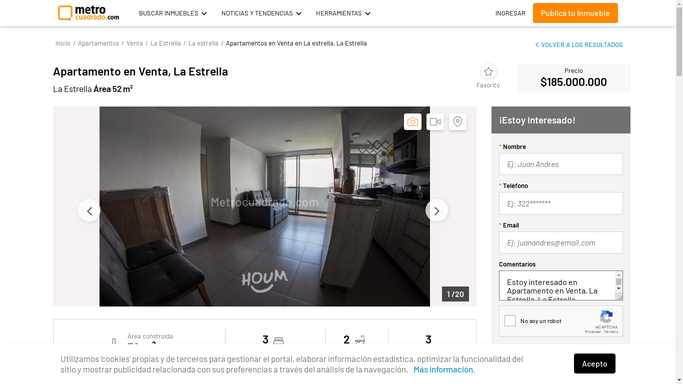 metro
cuadrado.com
BUSCAR INMUEBLES
NOTICIAS Y TENDENCIAS
HERRAMIENTAS
INGRESAR
Publica tu Inmueble
Inicio / Apartamentos / Venta / La Estrella / La estrella / Apartamentos en Venta en La estrella, La Estrella
VOLVER A LOS RESULTADOS
Apartamento en Venta, La Estrella
La Estrella Área 52 m²
Favorito
Precio
$185.000.000
Metrocuadrado.com
HOUM
1 / 20
¡Estoy Interesado!
* Nombre
Ej: Juan Andres
* Teléfono
Ej: 322*******
* Email
Ej: juanandres@email.com
Comentarios
Estoy interesado en
Apartamento en Venta, La
Estrella, La Estrella
No soy un robot
reCAPTCHA
Privacidad - Términos
Área construida
3
2
3
Utilizamos 'cookies' propias y de terceros para gestionar el portal, elaborar información estadística, optimizar la funcionalidad del
sitio y mostrar publicidad relacionada con sus preferencias a través del análisis de la navegación. Más información.
Acepto